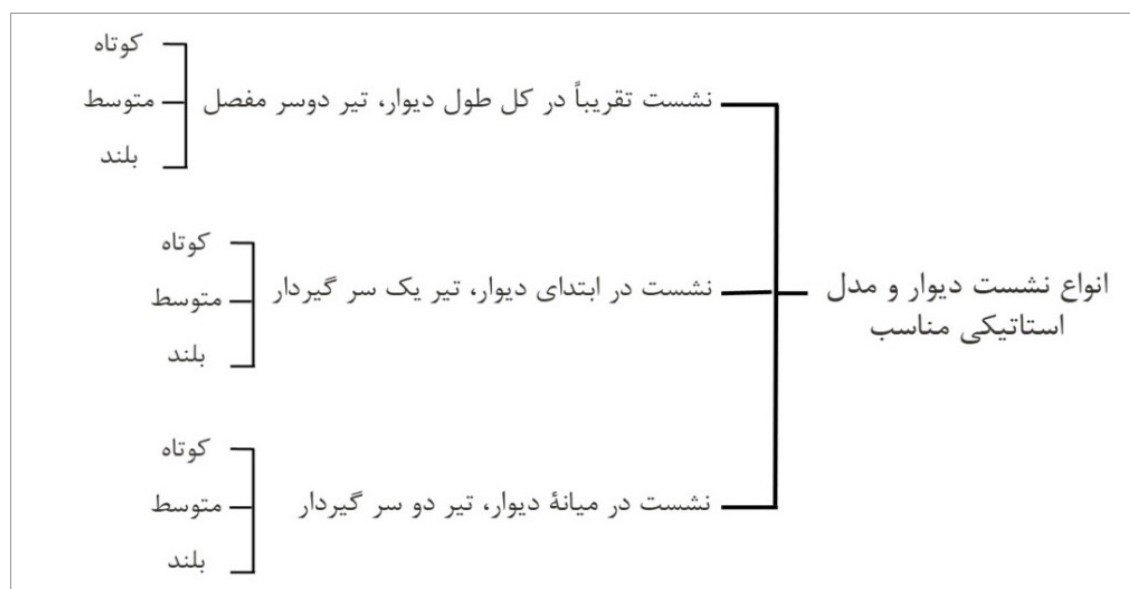 انواع نشست دیوار و مدل
استاتیکی مناسب
نشست تقریباً در کل طول دیوار، تیر دوسر مفصل
کوتاه
متوسط
بلند
نشست در ابتدای دیوار، تیر یک سر گیردار
کوتاه
متوسط
بلند
نشست در میانهٔ دیوار، تیر دو سر گیردار
کوتاه
متوسط
بلند